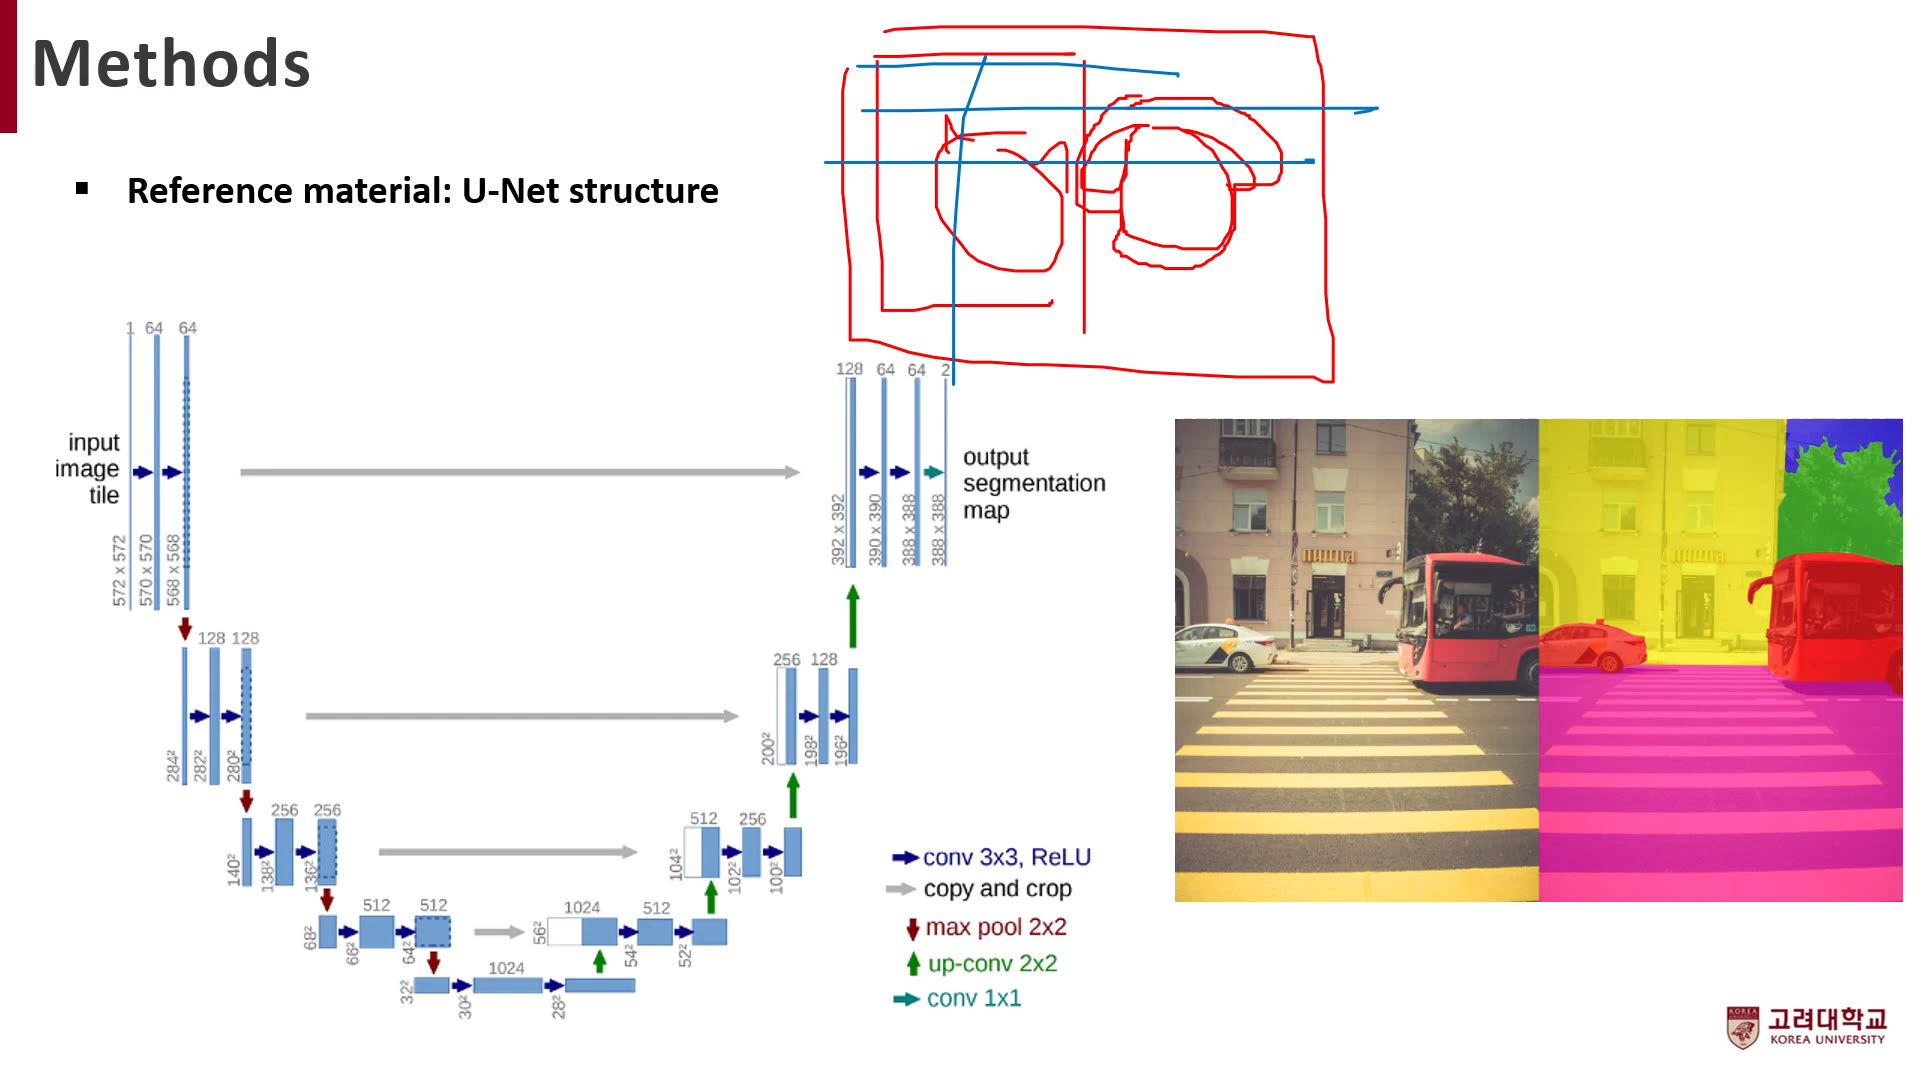 Methods
▪ Reference material: U-Net structure
1 64 64
input
image
tile
572 x 572
570 x 570
568 x 568
128 128
284²
282²
280²
256 256
140²
138²
136²
512 512
68²
66²
64²
1024
32²
30²
28²
1024 512
56²
54²
52²
512 256
104²
102²
100²
256 128
200²
198²
196²
128 64 64 2
392 x 392
390 x 390
388 x 388
388 x 388
output
segmentation
map
conv 3x3, ReLU
copy and crop
max pool 2x2
up-conv 2x2
conv 1x1
고려대학교
KOREA UNIVERSITY